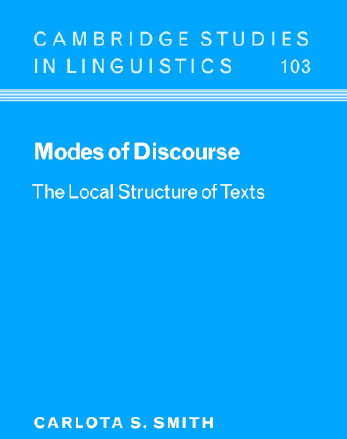 CAMBRIDGE STUDIES
IN LINGUISTICS 103
Modes of Discourse
The Local Structure of Texts
CARLOTA S. SMITH